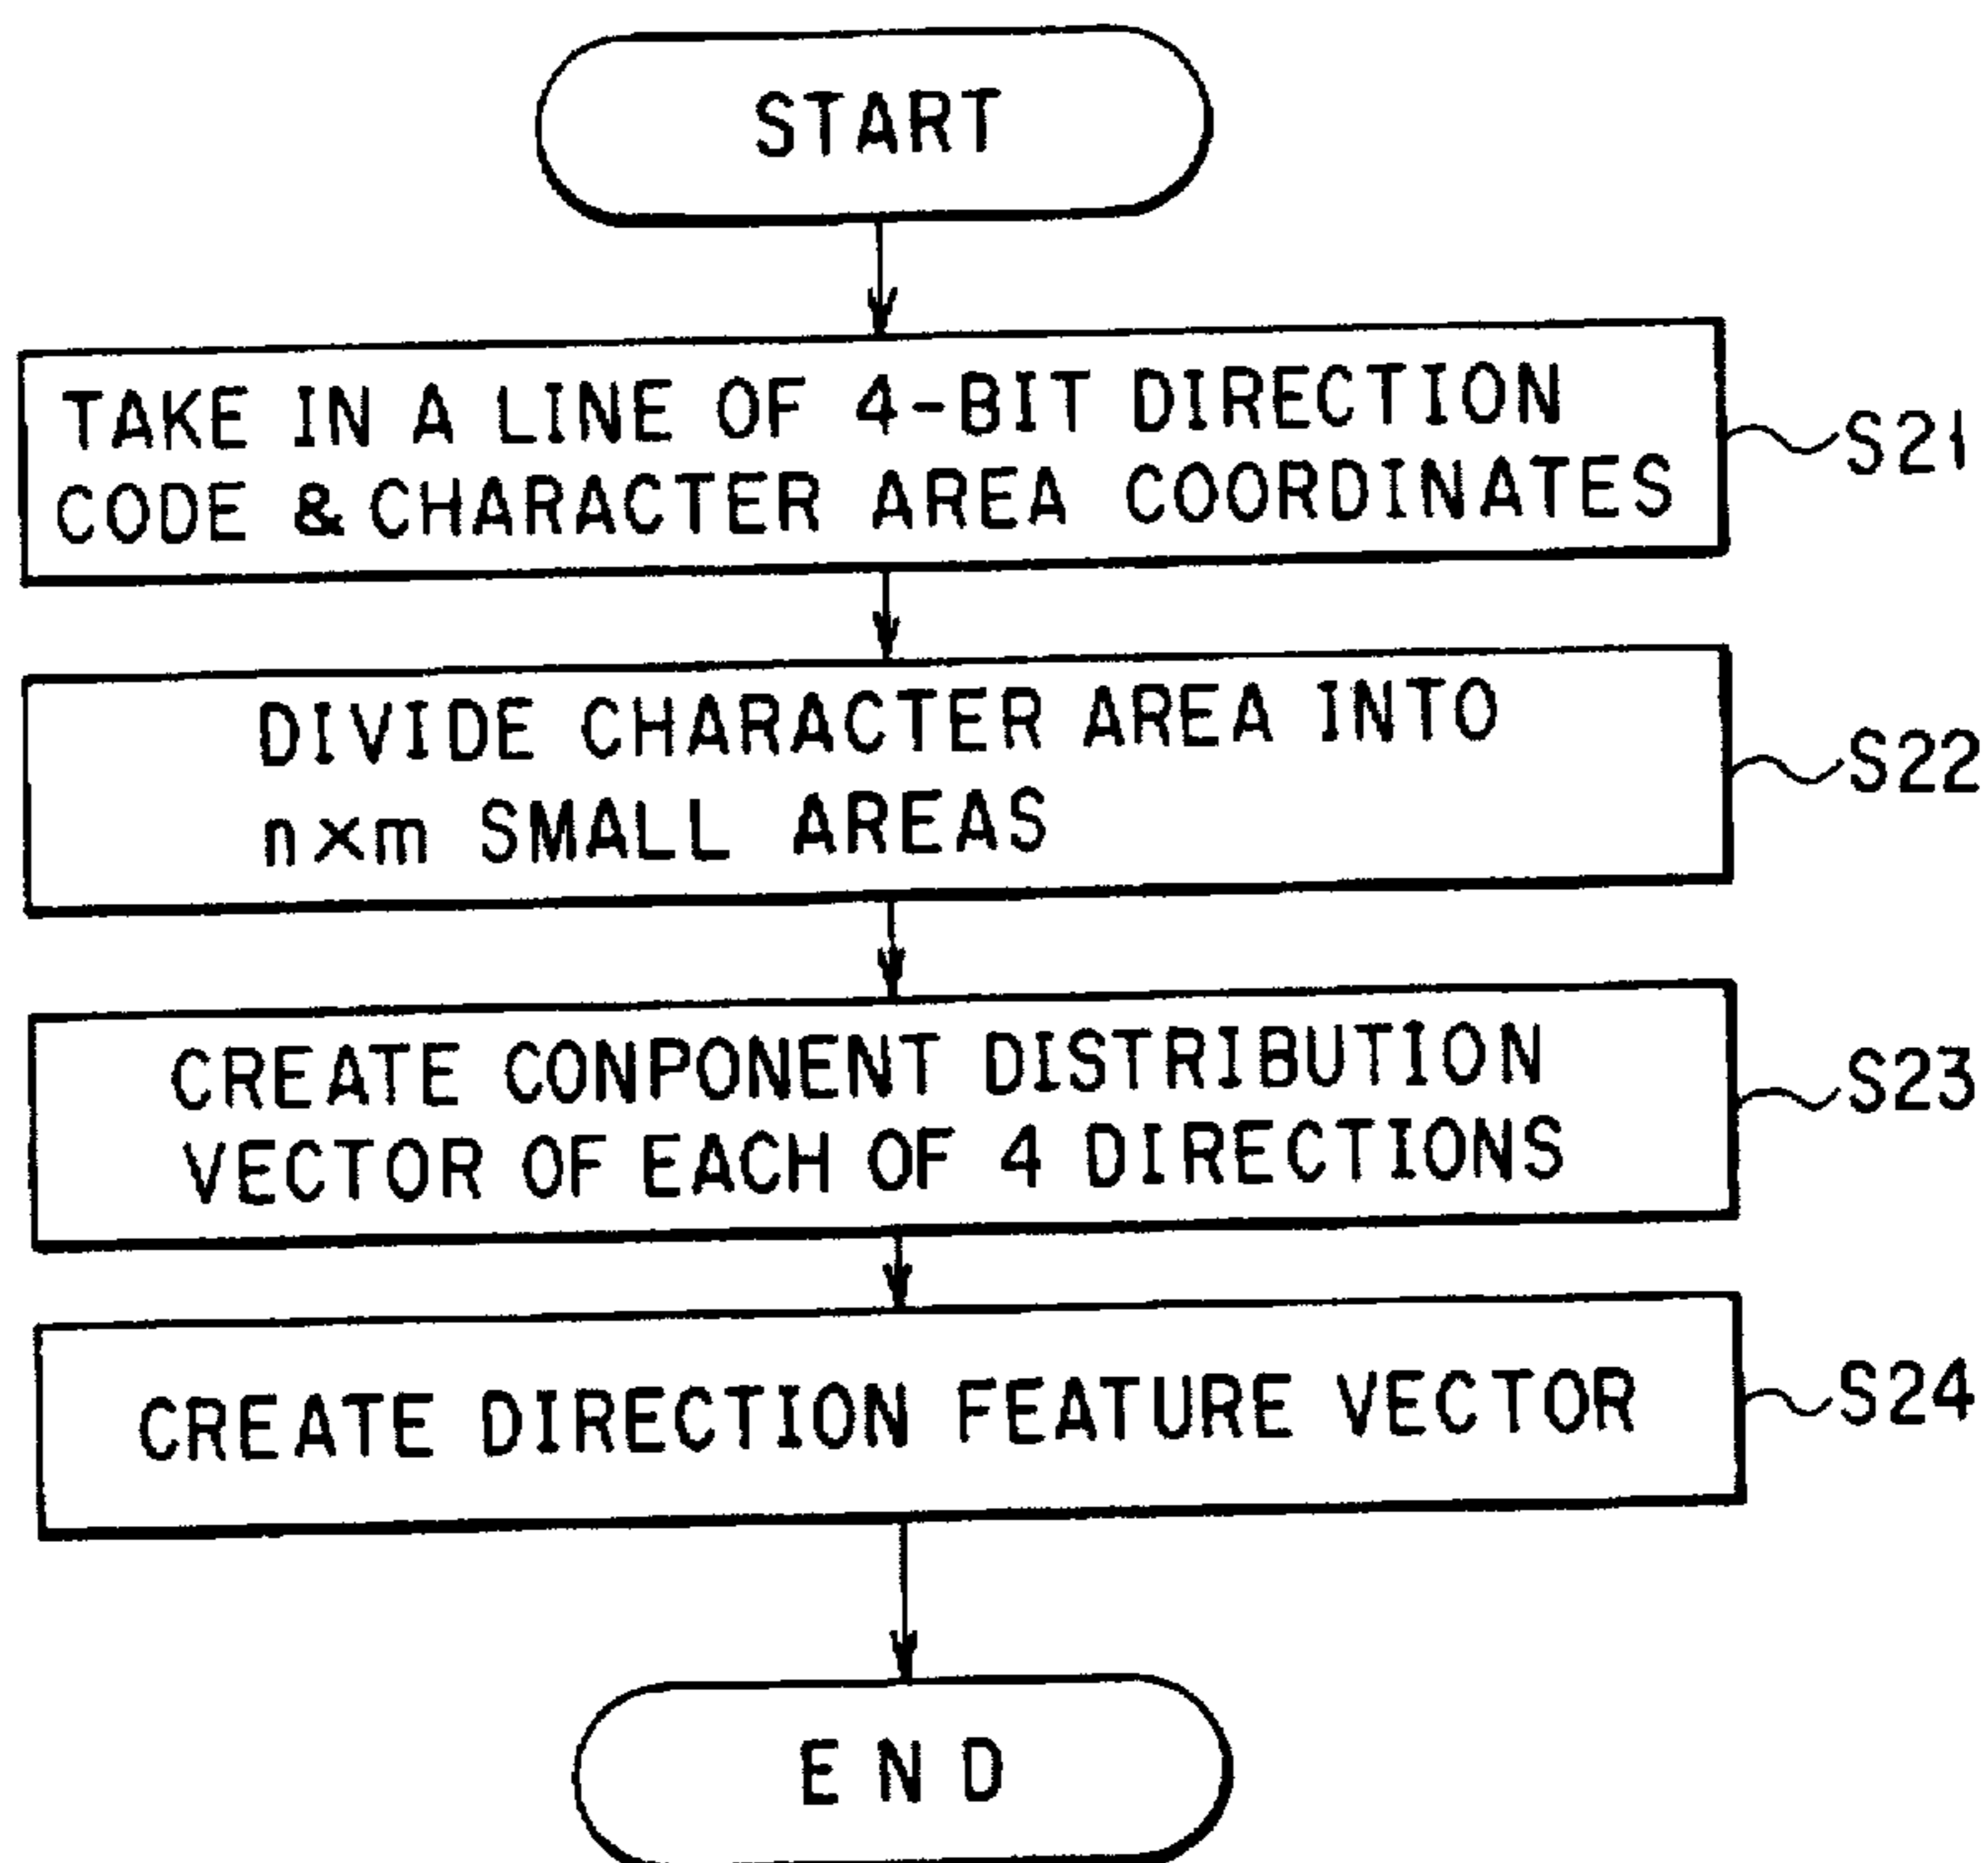 START
TAKE IN A LINE OF 4-BIT DIRECTION
CODE & CHARACTER AREA COORDINATES
S21
DIVIDE CHARACTER AREA INTO
n×m SMALL AREAS
S22
CREATE CONPONENT DISTRIBUTION
VECTOR OF EACH OF 4 DIRECTIONS
S23
CREATE DIRECTION FEATURE VECTOR
S24
END